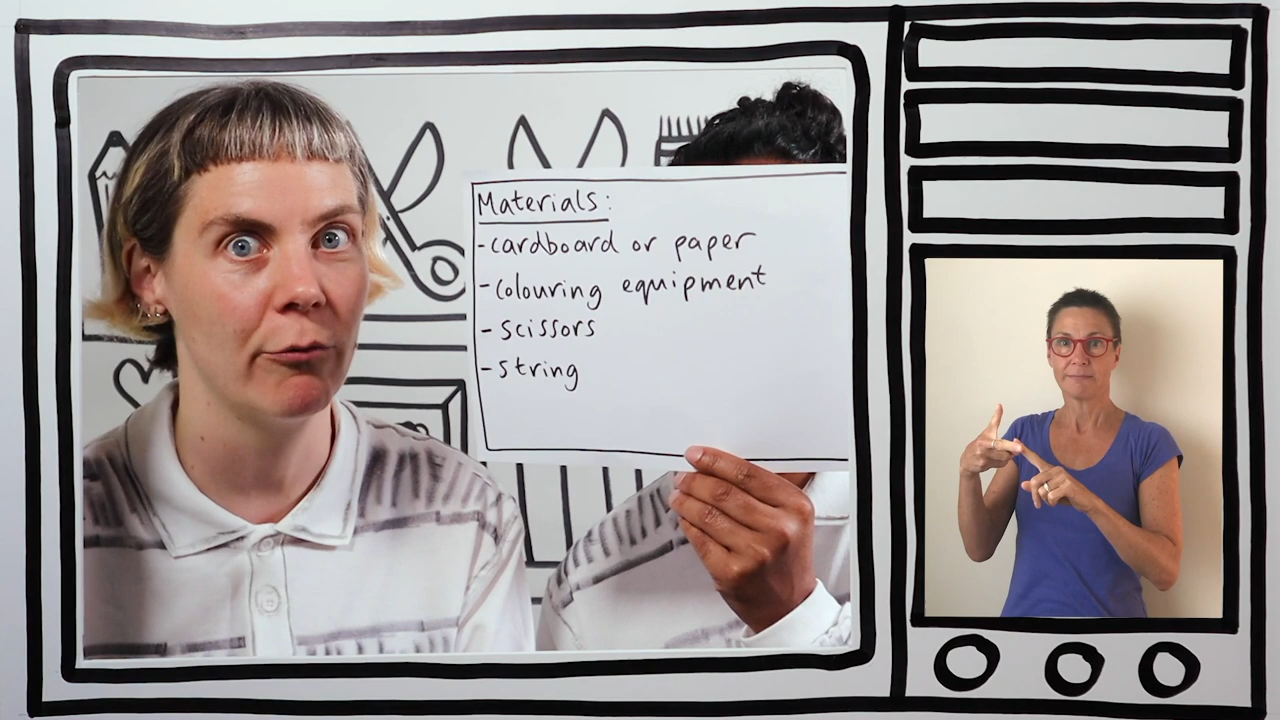 Materials:
- cardboard or paper
- colouring equipment
- scissors
- string